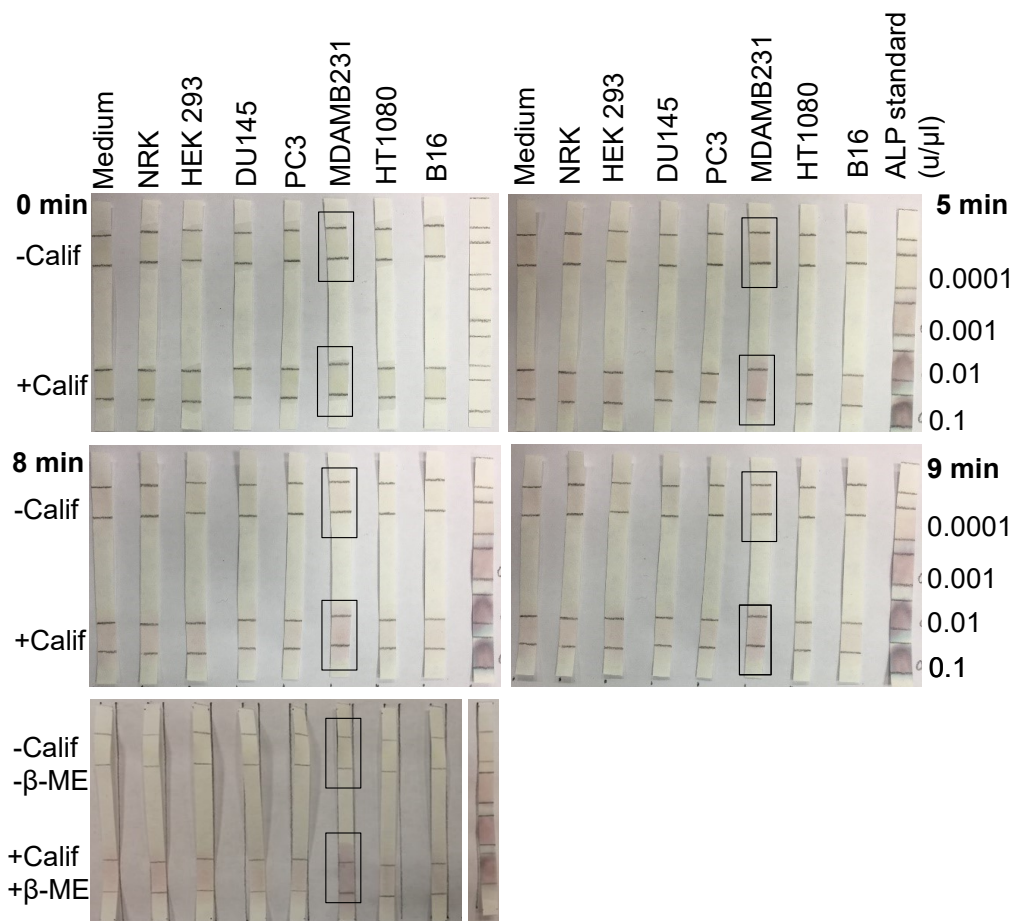 Medium NRK HEK 293 DU145 PC3 MDAMB231 HT1080 B16
Medium NRK HEK 293 DU145 PC3 MDAMB231 HT1080 B16 ALP standard (u/µl)
0 min
-Calif
+Calif
5 min
0.0001
0.001
0.01
0.1
8 min
-Calif
+Calif
9 min
0.0001
0.001
0.01
0.1
-Calif
-β-ME
+Calif
+β-ME